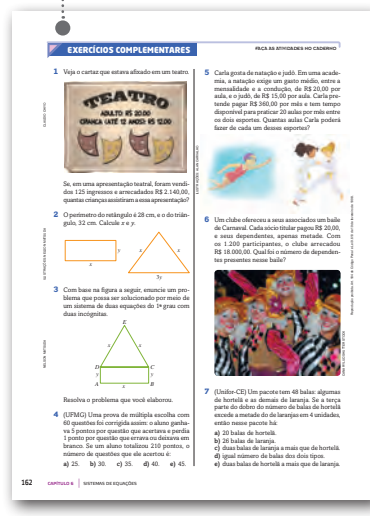 EXERCÍCIOS COMPLEMENTARES
FAÇA AS ATIVIDADES NO CADERNO
1 Veja o cartaz que estava afixado em um teatro.
TEATRO
ADULTO: R$ 20,00
CRIANÇA (ATÉ 12 ANOS): R$ 12,00
Se, em uma apresentação teatral, foram vendi-
dos 125 ingressos e arrecadados R$ 2.140,00,
quantas crianças assistiram a essa apresentação?
2 O perímetro do retângulo é 28 cm, e o do triân-
gulo, 32 cm. Calcule x e y.
y
x
x
x
3y
3 Com base na figura a seguir, enuncie um pro-
blema que possa ser solucionado por meio de
um sistema de duas equações do 1º grau com
duas incógnitas.
E
x
x
D
C
y
y
A
x
B
Resolva o problema que você elaborou.
4 (UFMG) Uma prova de múltipla escolha com
60 questões foi corrigida assim: o aluno ganha-
va 5 pontos por questão que acertava e perdia
1 ponto por questão que errava ou deixava em
branco. Se um aluno totalizou 210 pontos, o
número de questões que ele acertou é:
a) 25. b) 30. c) 35. d) 40. e) 45.
5 Carla gosta de natação e judô. Em uma acade-
mia, a natação exige um gasto médio, entre a
mensalidade e a condução, de R$ 20,00 por
aula, e o judô, de R$ 15,00 por aula. Carla pre-
tende pagar R$ 360,00 por mês e tem tempo
disponível para praticar 20 aulas por mês entre
os dois esportes. Quantas aulas Carla poderá
fazer de cada um desses esportes?
6 Um clube ofereceu a seus associados um baile
de Carnaval. Cada sócio titular pagou R$ 20,00,
e seus dependentes, apenas metade. Com
os 1.200 participantes, o clube arrecadou
R$ 18.000,00. Qual foi o número de dependen-
tes presentes nesse baile?
7 (Unifor-CE) Um pacote tem 48 balas: algumas
de hortelã e as demais de laranja. Se a terça
parte do dobro do número de balas de hortelã
excede a metade do de laranjas em 4 unidades,
então nesse pacote há:
a) 20 balas de hortelã.
b) 26 balas de laranja.
c) duas balas de laranja a mais que de hortelã.
d) igual número de balas dos dois tipos.
e) duas balas de hortelã a mais que de laranja.
162 CAPÍTULO 6 SISTEMAS DE EQUAÇÕES